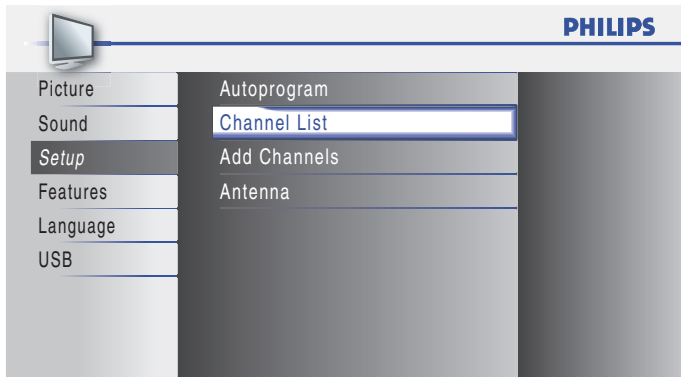 PHILIPS
Picture
Sound
Setup
Features
Language
USB
Autoprogram
Channel List
Add Channels
Antenna